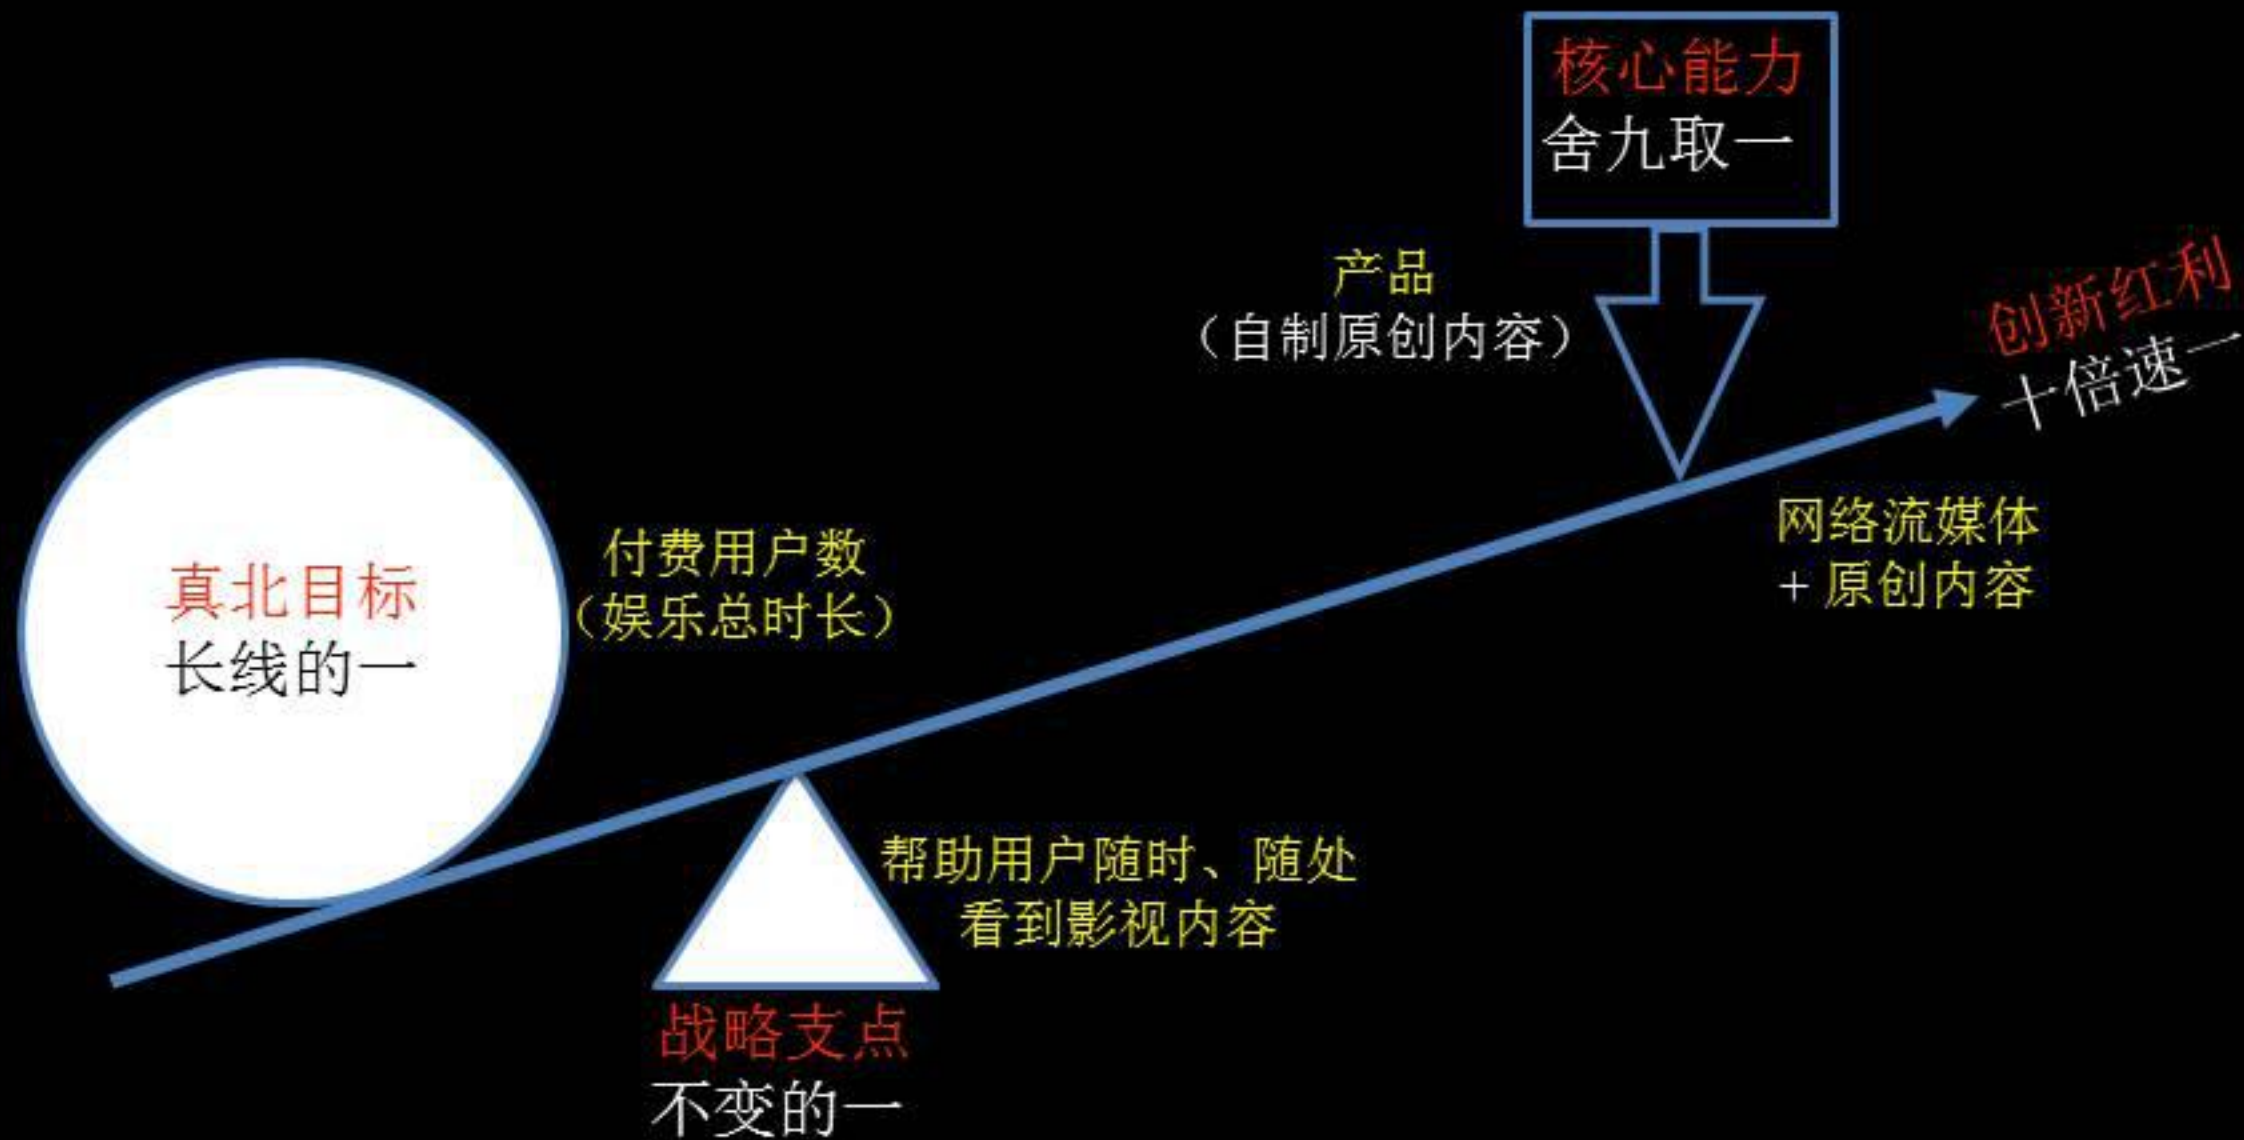 核心能力
舍九取一
产品
（自制原创内容）
创新红利
十倍速一
网络流媒体
+ 原创内容
付费用户数
（娱乐总时长）
真北目标
长线的一
帮助用户随时、随处
看到影视内容
战略支点
不变的一